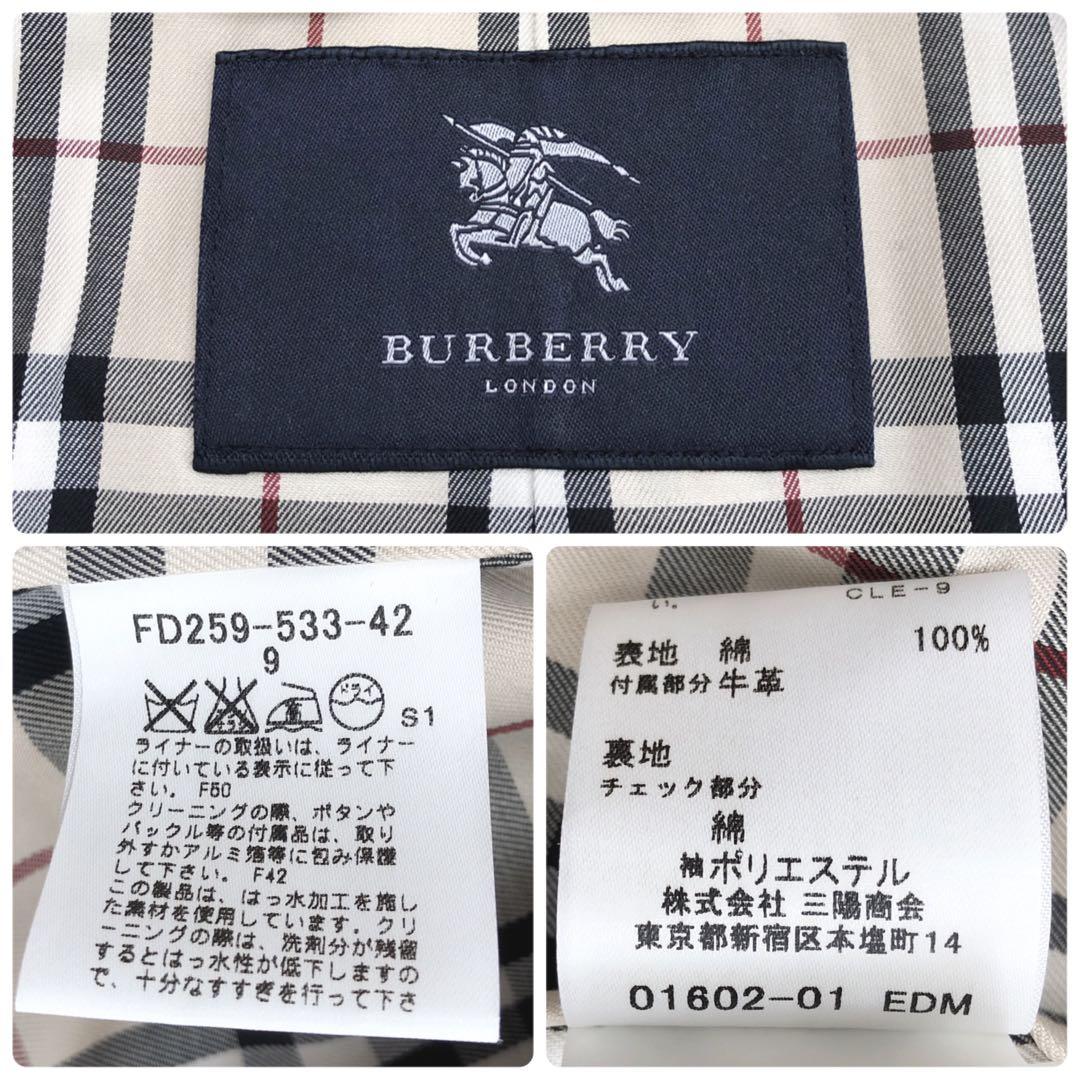 BURBERRY
LONDON
FD259-533-42
9
ドライ
S1
ライナーの取扱いは、ライナー
に付いている表示に従って下
さい。 F60
クリーニングの際、ボタンや
バックル等の付属品は、取り
外すかアルミ箔等に包み保護
して下さい。 F42
この製品は、はっ水加工を施し
た素材を使用しています。クリ
ーニングの際は、洗剤分が残留
するとはっ水性が低下しますの
で、十分なすすぎを行って下さ
い。
CLE-9
表地 綿 100%
付属部分 牛革
裏地
チェック部分
綿
袖 ポリエステル
株式会社 三陽商会
東京都新宿区本塩町14
01602-01 EDM